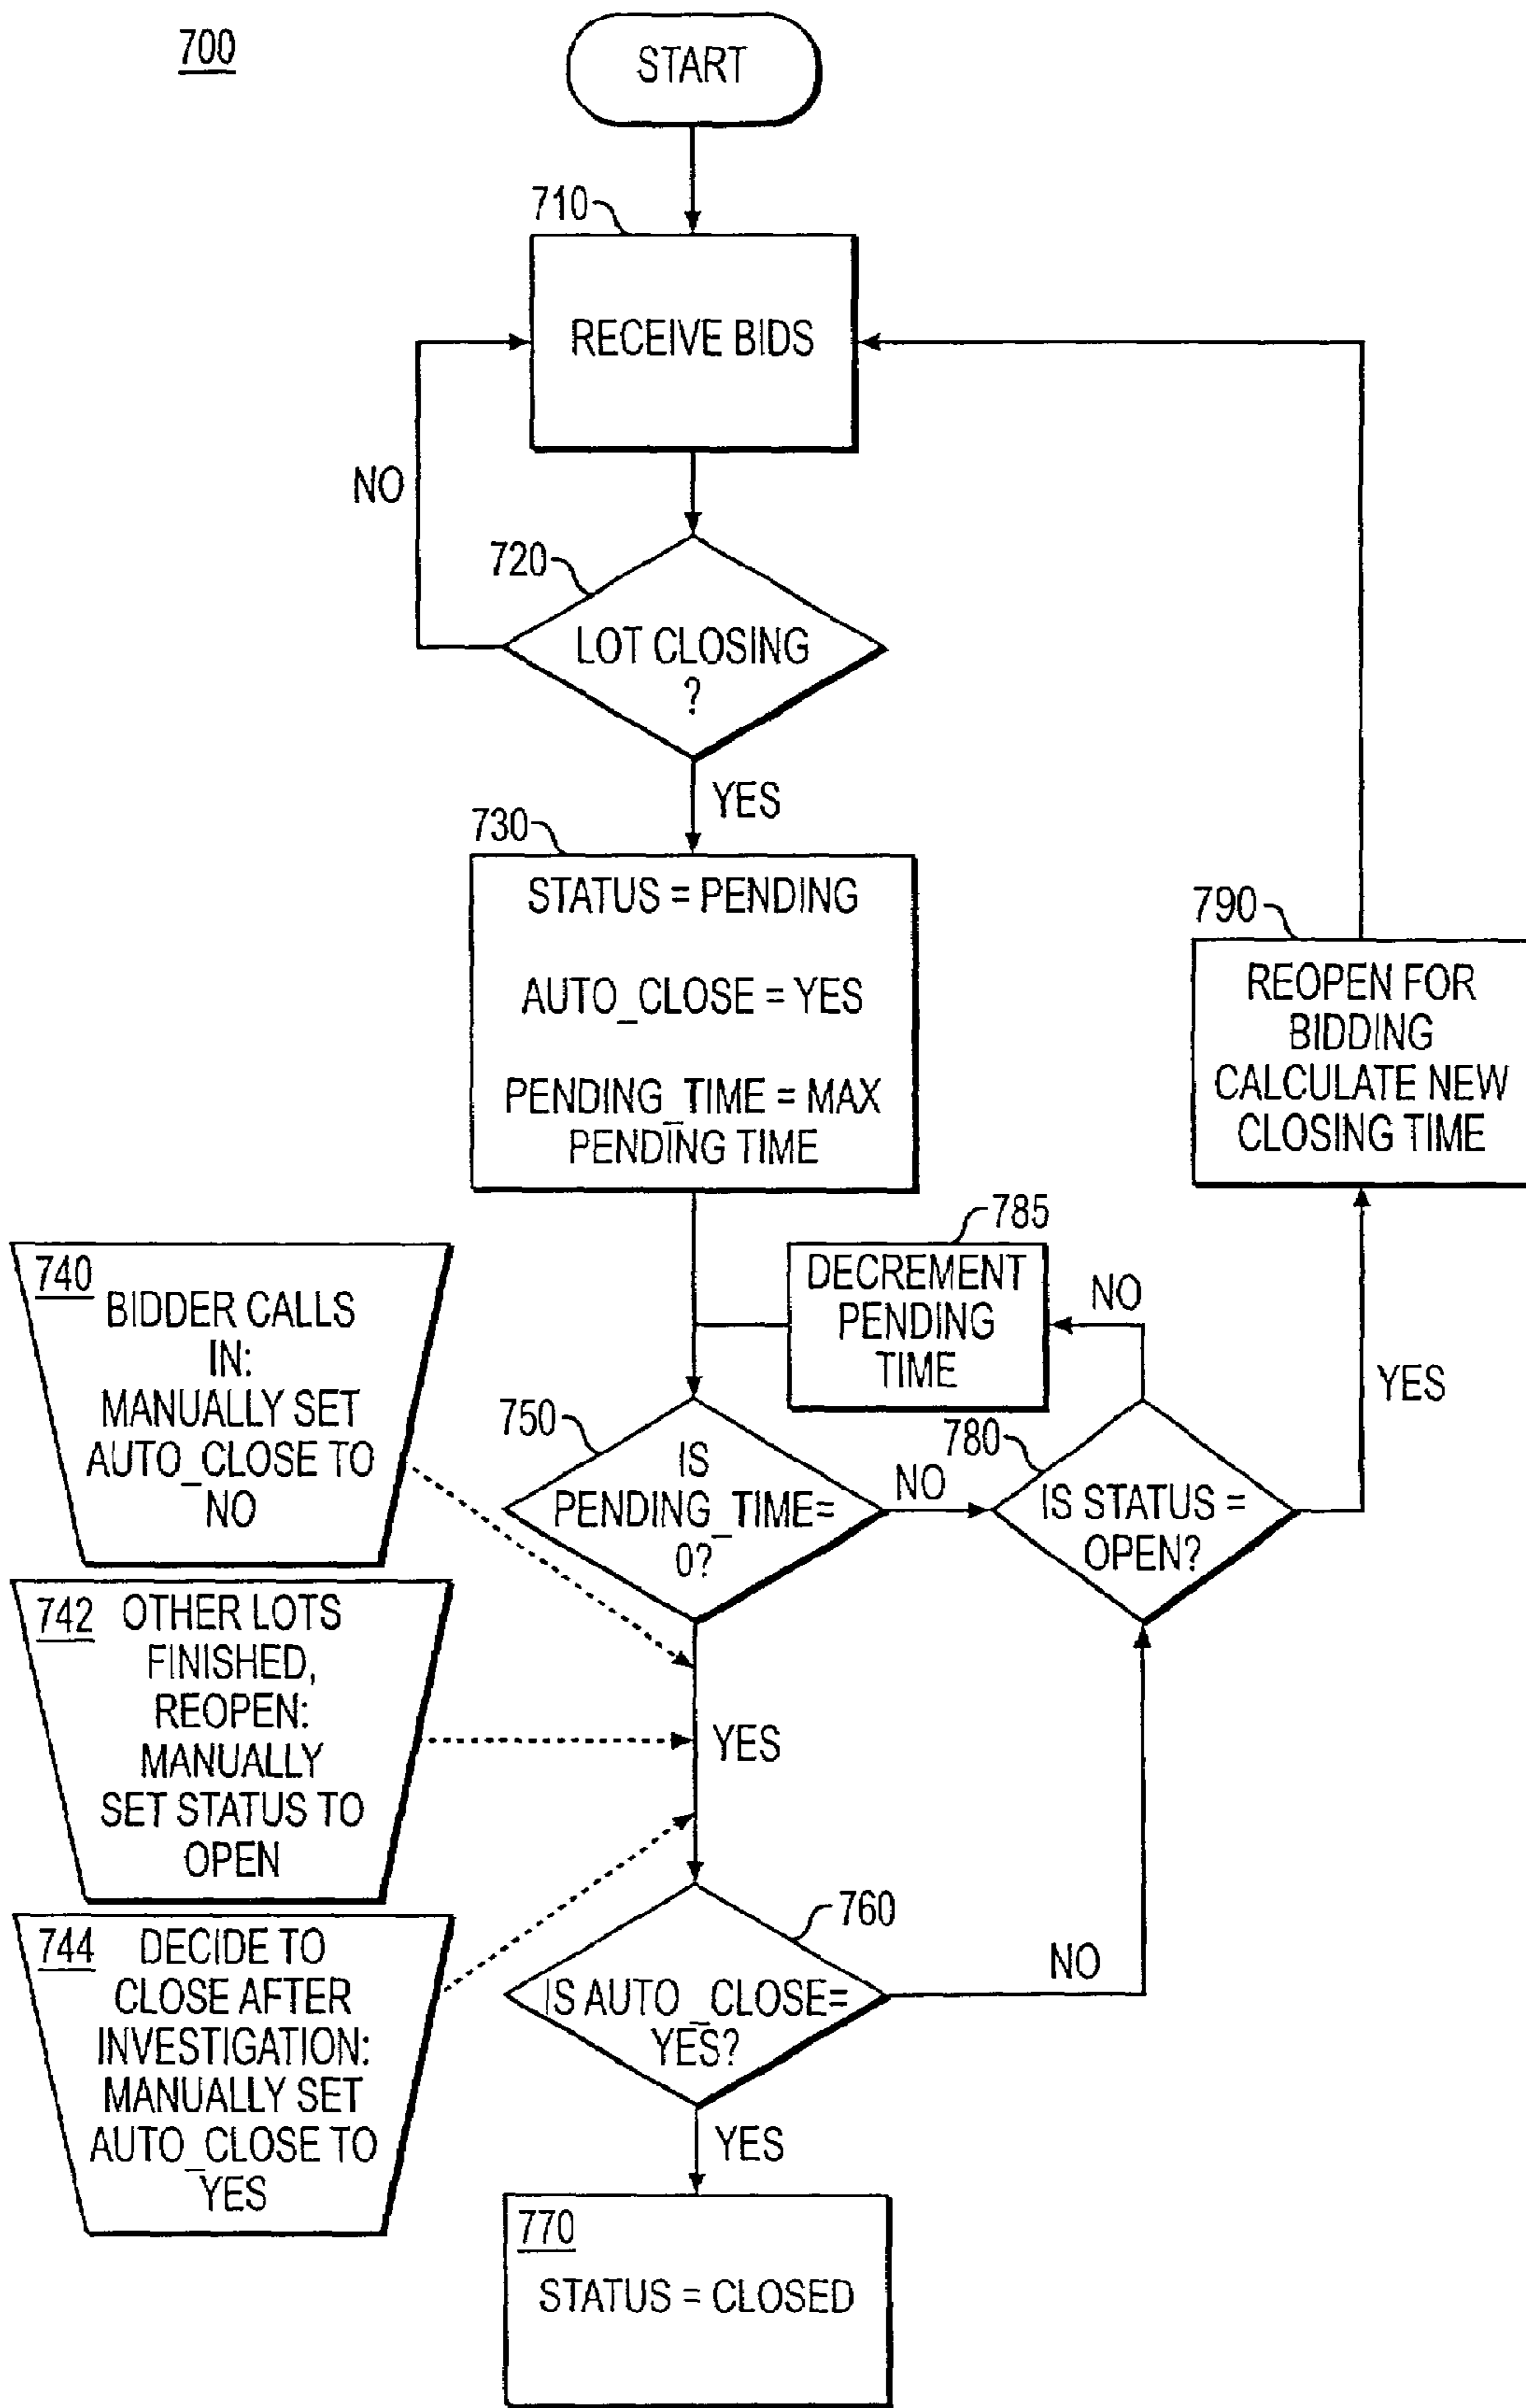 700
START
710
RECEIVE BIDS
NO
720
LOT CLOSING
?
YES
730
STATUS = PENDING
AUTO_CLOSE = YES
PENDING_TIME = MAX
PENDING TIME
790
REOPEN FOR
BIDDING
CALCULATE NEW
CLOSING TIME
785
DECREMENT
PENDING
TIME
NO
YES
740
BIDDER CALLS
IN:
MANUALLY SET
AUTO_CLOSE TO
NO
750
IS
PENDING_TIME=
0?
NO
780
IS STATUS =
OPEN?
742 OTHER LOTS
FINISHED,
REOPEN:
MANUALLY
SET STATUS TO
OPEN
YES
744 DECIDE TO
CLOSE AFTER
INVESTIGATION:
MANUALLY SET
AUTO_CLOSE TO
YES
760
IS AUTO_CLOSE=
YES?
NO
YES
770
STATUS = CLOSED